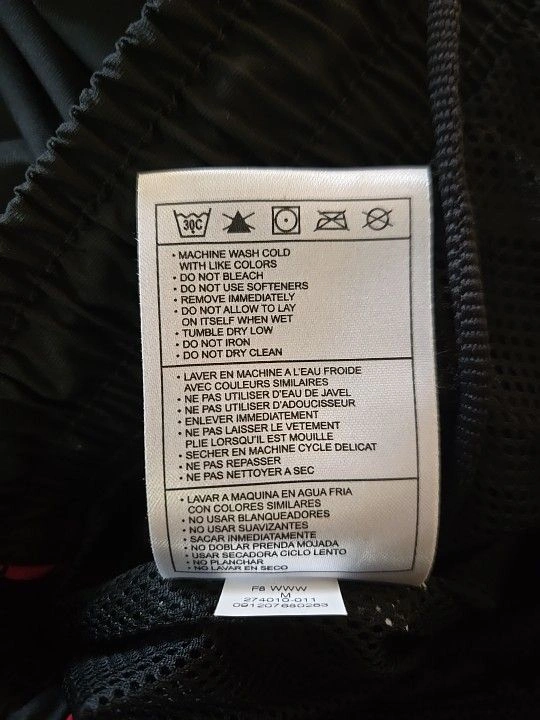 30C
• MACHINE WASH COLD
WITH LIKE COLORS
• DO NOT BLEACH
• DO NOT USE SOFTENERS
• REMOVE IMMEDIATELY
• DO NOT ALLOW TO LAY
ON ITSELF WHEN WET
• TUMBLE DRY LOW
• DO NOT IRON
• DO NOT DRY CLEAN
• LAVER EN MACHINE A L'EAU FROIDE
AVEC COULEURS SIMILAIRES
• NE PAS UTILISER D'EAU DE JAVEL
• NE PAS UTILISER D'ADOUCISSEUR
• ENLEVER IMMEDIATEMENT
• NE PAS LAISSER LE VETEMENT
PLIE LORSQU'IL EST MOUILLE
• SECHER EN MACHINE CYCLE DELICAT
• NE PAS REPASSER
• NE PAS NETTOYER A SEC
• LAVAR A MAQUINA EN AGUA FRIA
CON COLORES SIMILARES
• NO USAR BLANQUEADORES
• NO USAR SUAVIZANTES
• SACAR INMEDIATAMENTE
• NO DOBLAR PRENDA MOJADA
• USAR SECADORA CICLO LENTO
• NO PLANCHAR
• NO LAVAR EN SECO
F8 WWW
M
274010-011
091207680263